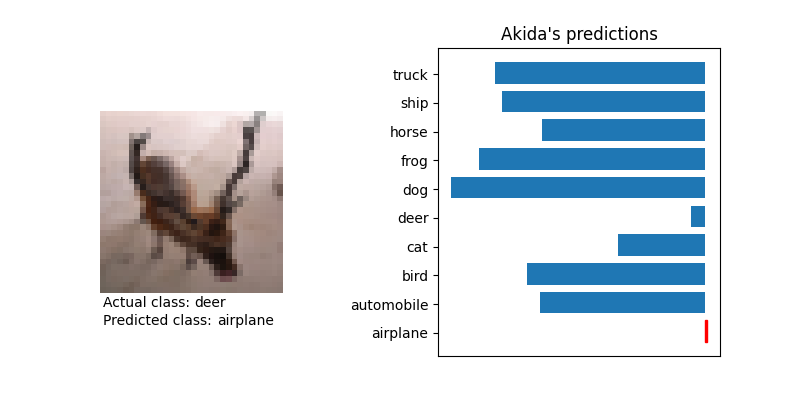 Akida's predictions
truck
ship
horse
frog
dog
deer
cat
bird
automobile
airplane
Actual class: deer
Predicted class: airplane